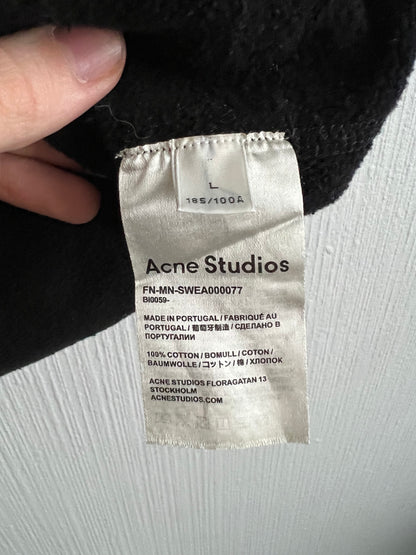 L
185/100A
Acne Studios
FN-MN-SWEA000077
BI0059-
MADE IN PORTUGAL / FABRIQUÉ AU
PORTUGAL / 葡萄牙制造 / СДЕЛАНО В
ПОРТУГАЛИИ
100% COTTON / BOMULL / COTON /
BAUMWOLLE / コットン / 棉 / ХЛОПОК
ACNE STUDIOS FLORAGATAN 13
STOCKHOLM
ACNESTUDIOS.COM